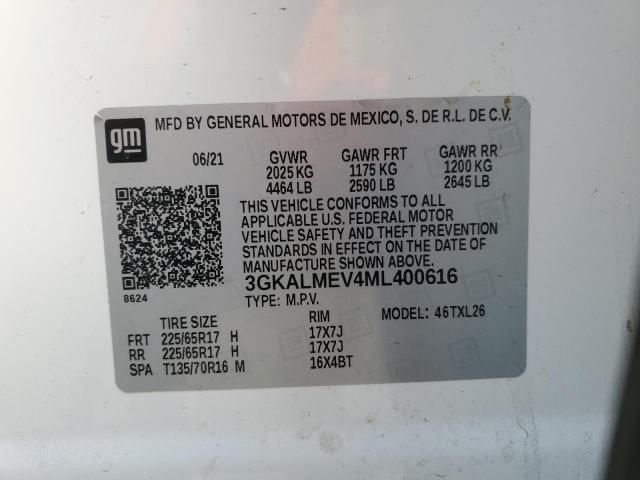 gm
MFD BY GENERAL MOTORS DE MEXICO, S. DE R.L. DE C.V.
06/21 GVWR GAWR FRT GAWR RR
2025 KG 1175 KG 1200 KG
4464 LB 2590 LB 2645 LB
THIS VEHICLE CONFORMS TO ALL
APPLICABLE U.S. FEDERAL MOTOR
VEHICLE SAFETY AND THEFT PREVENTION
STANDARDS IN EFFECT ON THE DATE OF
MANUFACTURE SHOWN ABOVE.
3GKALMEV4ML400616
8624
TYPE: M.P.V.
TIRE SIZE RIM MODEL: 46TXL26
FRT 225/65R17 H 17X7J
RR 225/65R17 H 17X7J
SPA T135/70R16 M 16X4BT